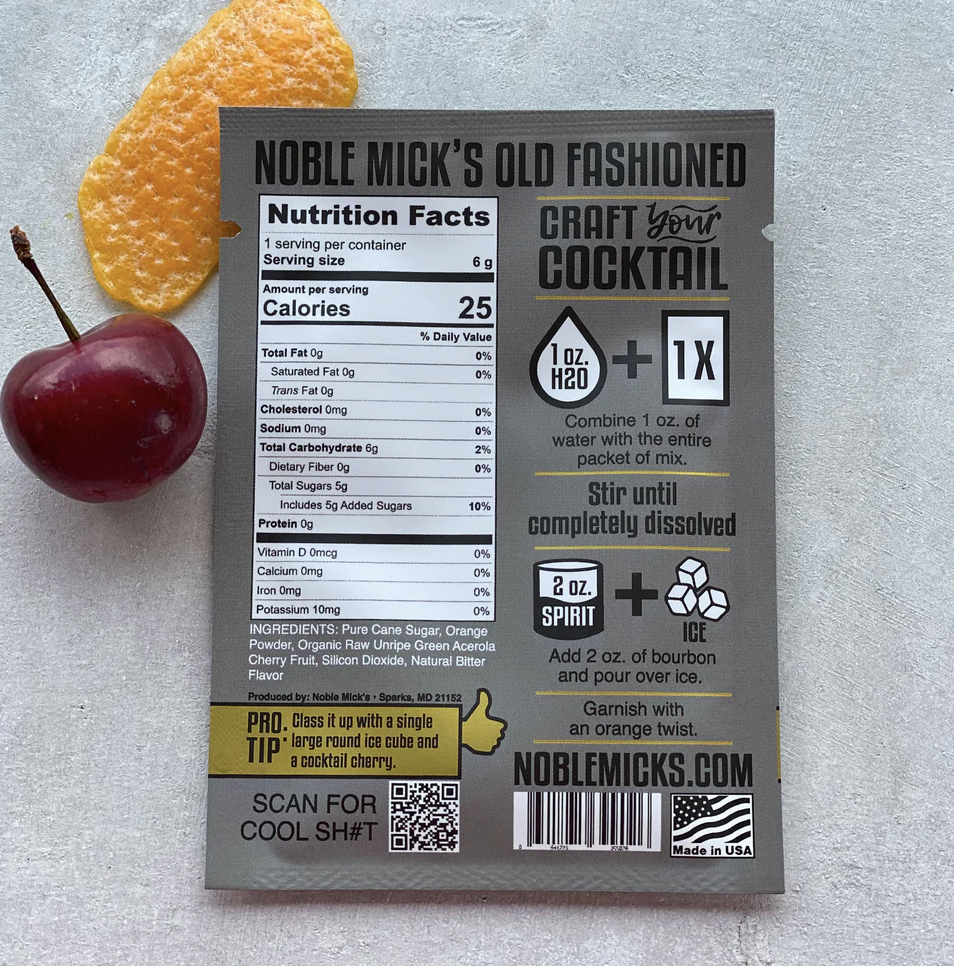 NOBLE MICK'S OLD FASHIONED
Nutrition Facts
1 serving per container
Serving size 6 g
Amount per serving
Calories 25
% Daily Value
Total Fat 0g 0%
Saturated Fat 0g 0%
Trans Fat 0g
Cholesterol 0mg 0%
Sodium 0mg 0%
Total Carbohydrate 6g 2%
Dietary Fiber 0g 0%
Total Sugars 5g
Includes 5g Added Sugars 10%
Protein 0g
Vitamin D 0mcg 0%
Calcium 0mg 0%
Iron 0mg 0%
Potassium 10mg 0%
INGREDIENTS: Pure Cane Sugar, Orange
Powder, Organic Raw Unripe Green Acerola
Cherry Fruit, Silicon Dioxide, Natural Bitter
Flavor
Produced by: Noble Mick's • Sparks, MD 21152
PRO. TIP:
Class it up with a single
large round ice cube and
a cocktail cherry.
SCAN FOR
COOL SH#T
CRAFT your
COCKTAIL
1 oz.
H2O
+
1X
Combine 1 oz. of
water with the entire
packet of mix.
Stir until
completely dissolved
2 oz.
SPIRIT
+
ICE
Add 2 oz. of bourbon
and pour over ice.
Garnish with
an orange twist.
NOBLEMICKS.COM
Made in USA